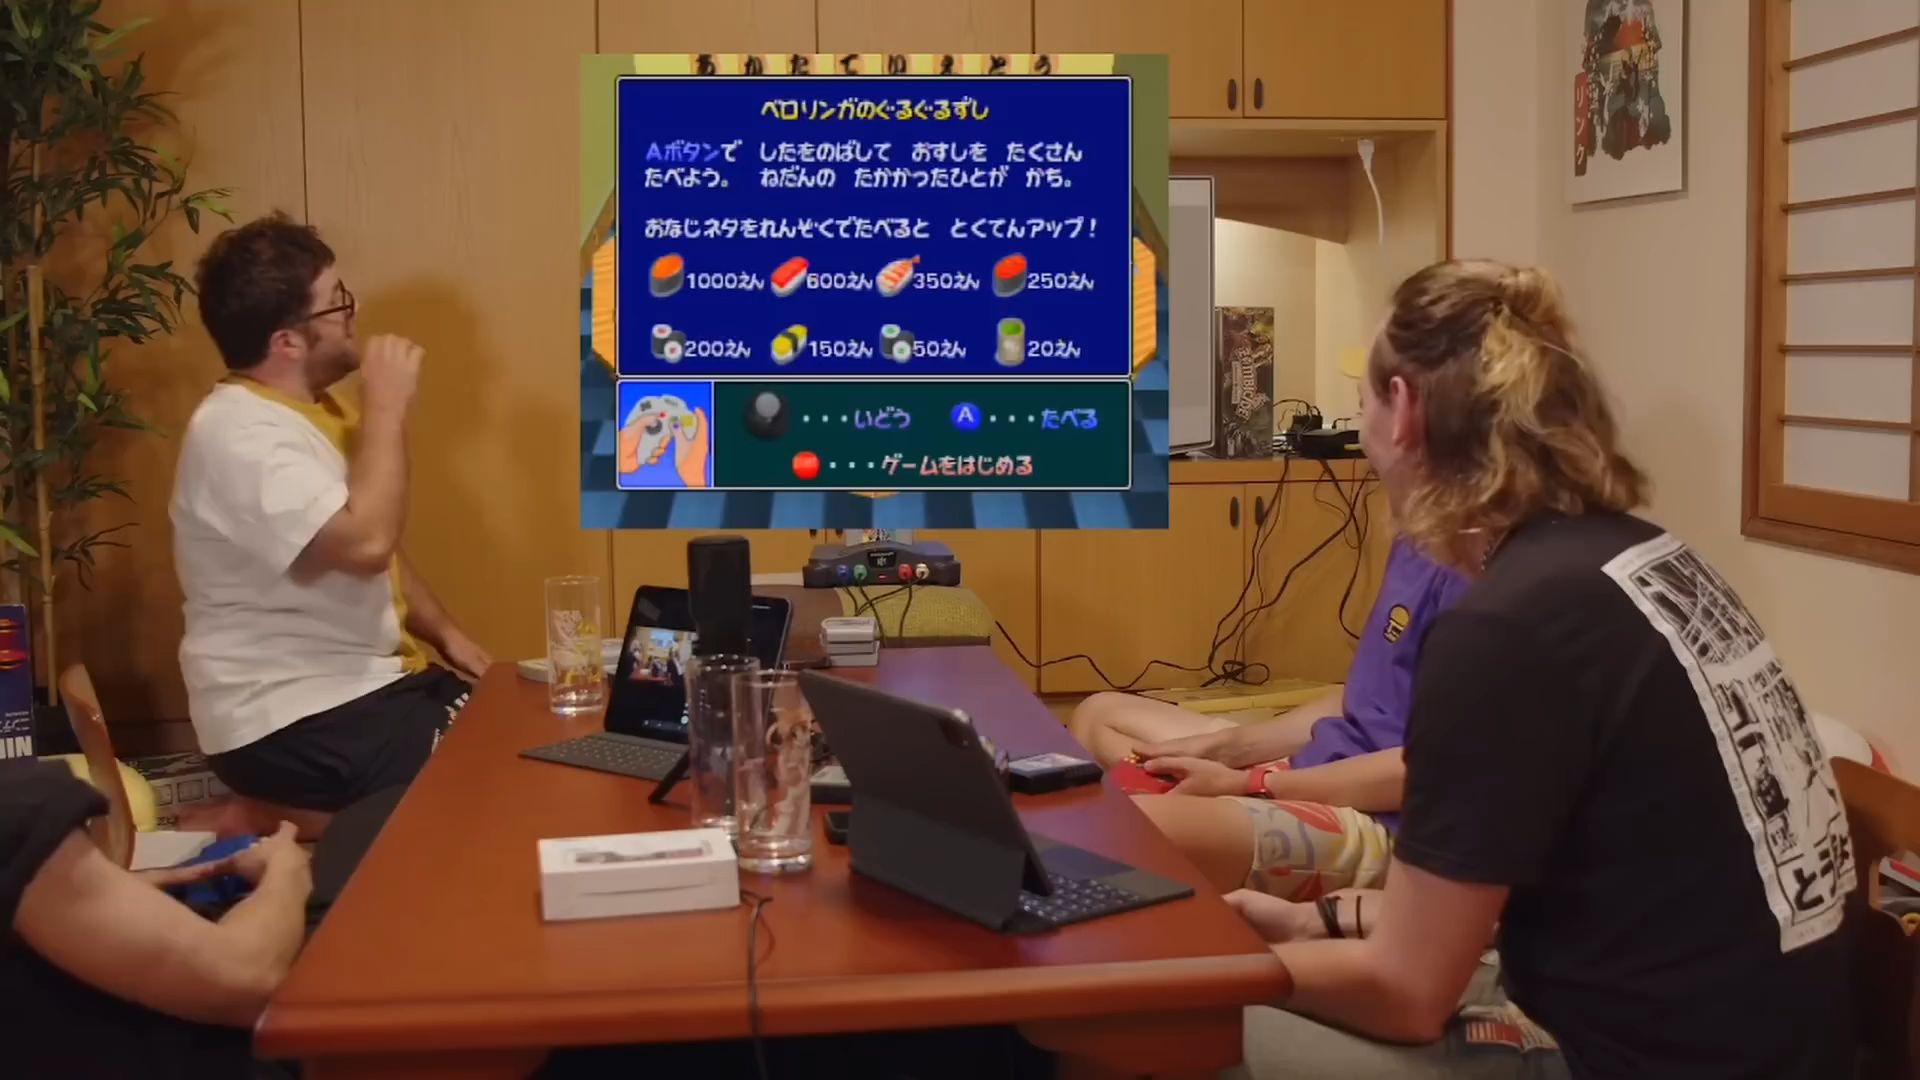 あかたていえとう
ベロリンガのぐるぐるずし
Aボタンで したをのばして おすしを たくさん
たべよう。 ねだんの たかかったひとが かち。
おなじネタをれんぞくでたべると とくてんアップ！
1000えん 600えん 350えん 250えん
200えん 150えん 50えん 20えん
・・・いどう A・・・たべる
・・・ゲームをはじめる
リンク
NIN